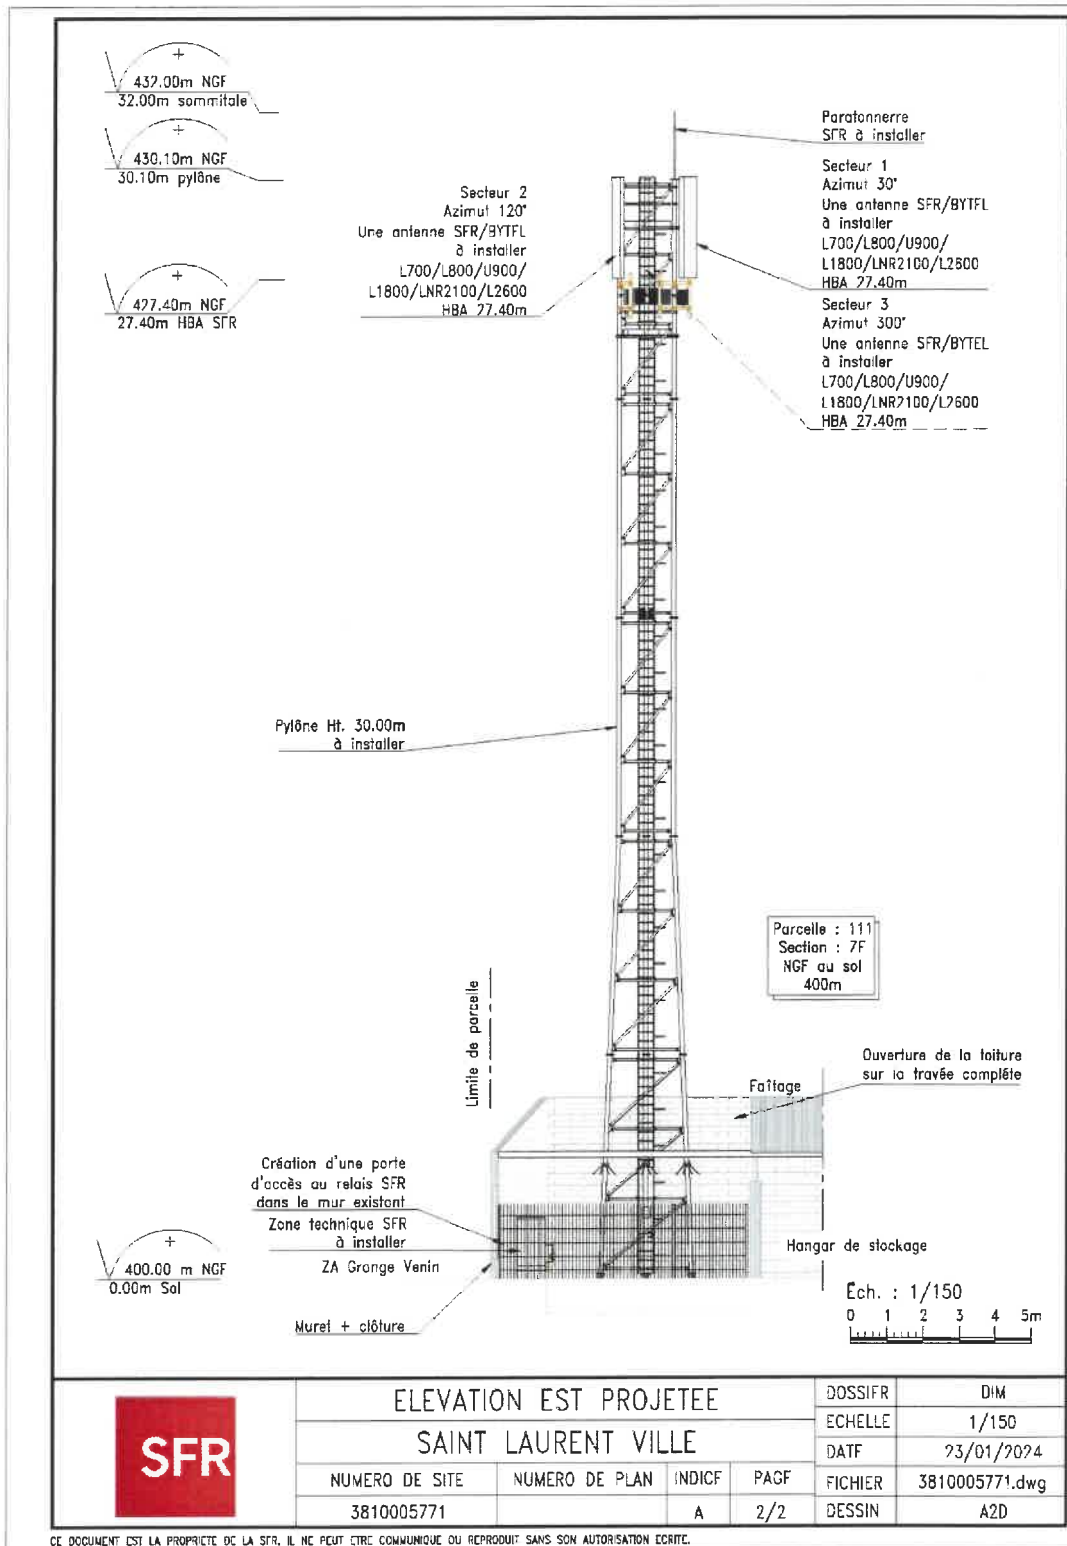 432.00m NGF
32.00m sommitale
430.10m NGF
30.10m pylône
427.40m NGF
27.40m HBA SFR
Secteur 2
Azimut 120°
Une antenne SFR/BYTEL
à installer
L700/L800/U900/
L1800/LNR2100/L2600
HBA 27.40m
Paratonnerre
SFR à installer
Secteur 1
Azimut 30°
Une antenne SFR/BYTEL
à installer
L700/L800/U900/
L1800/LNR2100/L2600
HBA 27.40m
Secteur 3
Azimut 300°
Une antenne SFR/BYTEL
à installer
L700/L800/U900/
L1800/LNR2100/L2600
HBA 27.40m
Pylône Ht. 30.00m
à installer
Parcelle : 111
Section : 7F
NGF au sol
400m
Limite de parcelle
Ouverture de la toiture
sur la travée complète
Faîtage
Création d'une porte
d'accès au relais SFR
dans le mur existant
Zone technique SFR
à installer
ZA Grange Venin
Muret + clôture
400.00 m NGF
0.00m Sol
Hangar de stockage
Éch. : 1/150
0 1 2 3 4 5m
SFR
ELEVATION EST PROJETEE
SAINT LAURENT VILLE
NUMERO DE SITE NUMERO DE PLAN INDICE PAGE
3810005771 A 2/2
DOSSIER DIM
ECHELLE 1/150
DATE 23/01/2024
FICHIER 3810005771.dwg
DESSIN A2D
CE DOCUMENT EST LA PROPRIETE DE LA SFR, IL NE PEUT ETRE COMMUNIQUE OU REPRODUIT SANS SON AUTORISATION ECRITE.